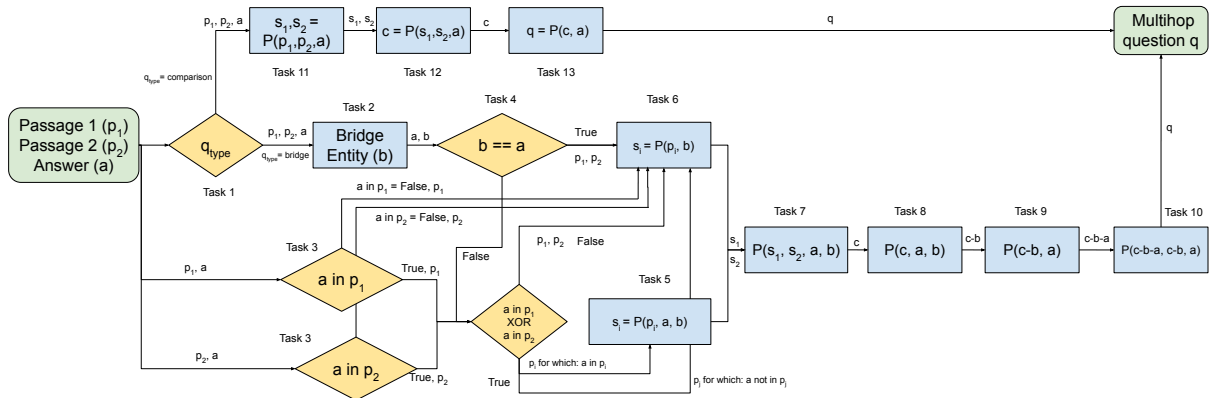 p1, p2, a
s1,s2 =
P(p1,p2,a)
s1, s2
c = P(s1,s2,a)
c
q = P(c, a)
q
Multihop
question q
Task 11
Task 12
Task 13
qtype= comparison
Passage 1 (p1)
Passage 2 (p2)
Answer (a)
qtype
Task 1
p1, p2, a
qtype= bridge
Task 2
Bridge
Entity (b)
a, b
Task 4
b == a
True
p1, p2
Task 6
si = P(pi, b)
q
a in p1 = False, p1
a in p2 = False, p2
Task 3
p1, a
a in p1
True, p1
False
p1, p2
False
s1
s2
Task 7
P(s1, s2, a, b)
c
Task 8
P(c, a, b)
c-b
Task 9
P(c-b, a)
c-b-a
Task 10
P(c-b-a, c-b, a)
Task 5
si = P(pi, a, b)
a in p1
XOR
a in p2
Task 3
p2, a
a in p2
True, p2
pi for which: a in pi
True
pj for which: a not in pj